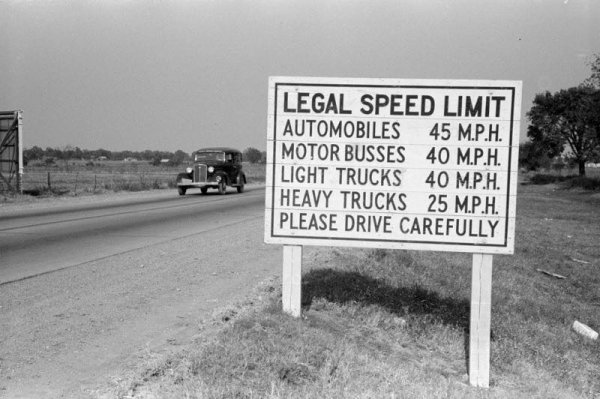 LEGAL SPEED LIMIT
AUTOMOBILES 45 M.P.H.
MOTOR BUSSES 40 M.P.H.
LIGHT TRUCKS 40 M.P.H.
HEAVY TRUCKS 25 M.P.H.
PLEASE DRIVE CAREFULLY